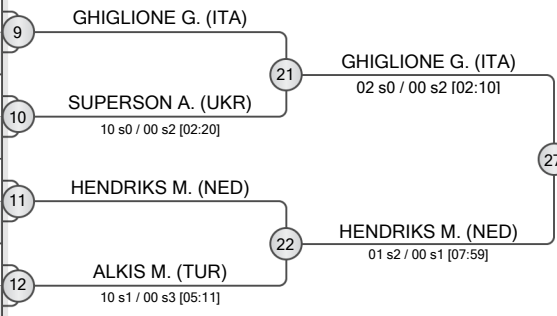 9
GHIGLIONE G. (ITA)
21
GHIGLIONE G. (ITA)
02 s0 / 00 s2 [02:10]
10
SUPERSON A. (UKR)
10 s0 / 00 s2 [02:20]
27
11
HENDRIKS M. (NED)
22
HENDRIKS M. (NED)
01 s2 / 00 s1 [07:59]
12
ALKIS M. (TUR)
10 s1 / 00 s3 [05:11]